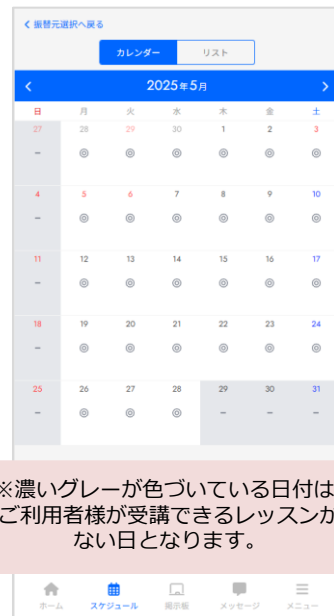 < 振替元選択へ戻る
カレンダー リスト
< 2025年5月 >
日 月 火 水 木 金 土
27 28 29 30 1 2 3
− ◎ ◎ ◎ ◎ ◎ ◎
4 5 6 7 8 9 10
− ◎ ◎ ◎ ◎ ◎ ◎
11 12 13 14 15 16 17
− ◎ ◎ ◎ ◎ ◎ ◎
18 19 20 21 22 23 24
− ◎ ◎ ◎ ◎ ◎ ◎
25 26 27 28 29 30 31
− ◎ ◎ ◎ − − −
※濃いグレーが色づいている日付は
ご利用者様が受講できるレッスンが
ない日となります。
ホーム スケジュール 掲示板 メッセージ メニュー